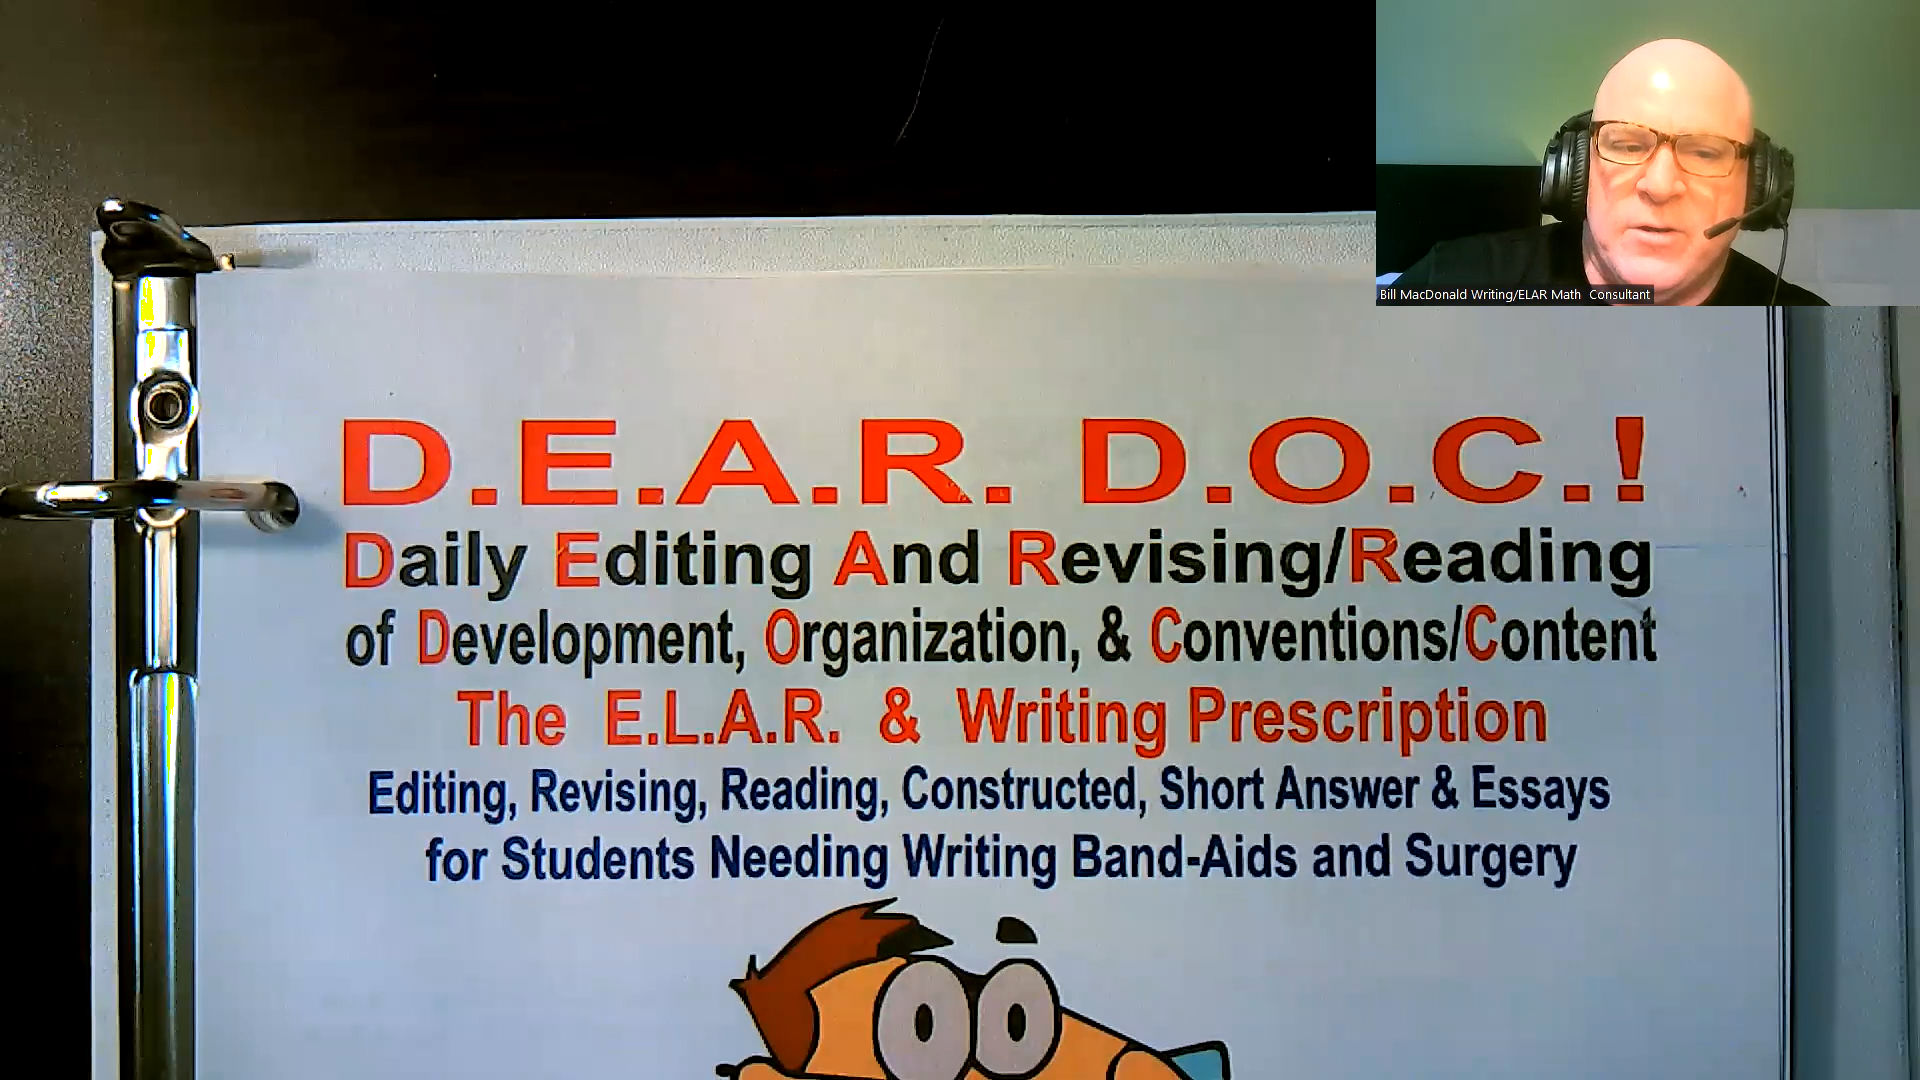 Bill MacDonald Writing/ELAR Math Consultant
D.E.A.R. D.O.C.!
Daily Editing And Revising/Reading
of Development, Organization, & Conventions/Content
The E.L.A.R. & Writing Prescription
Editing, Revising, Reading, Constructed, Short Answer & Essays
for Students Needing Writing Band-Aids and Surgery